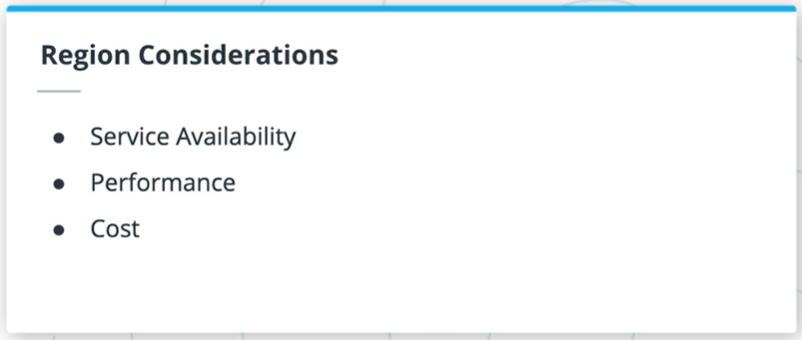 Region Considerations
● Service Availability
● Performance
● Cost